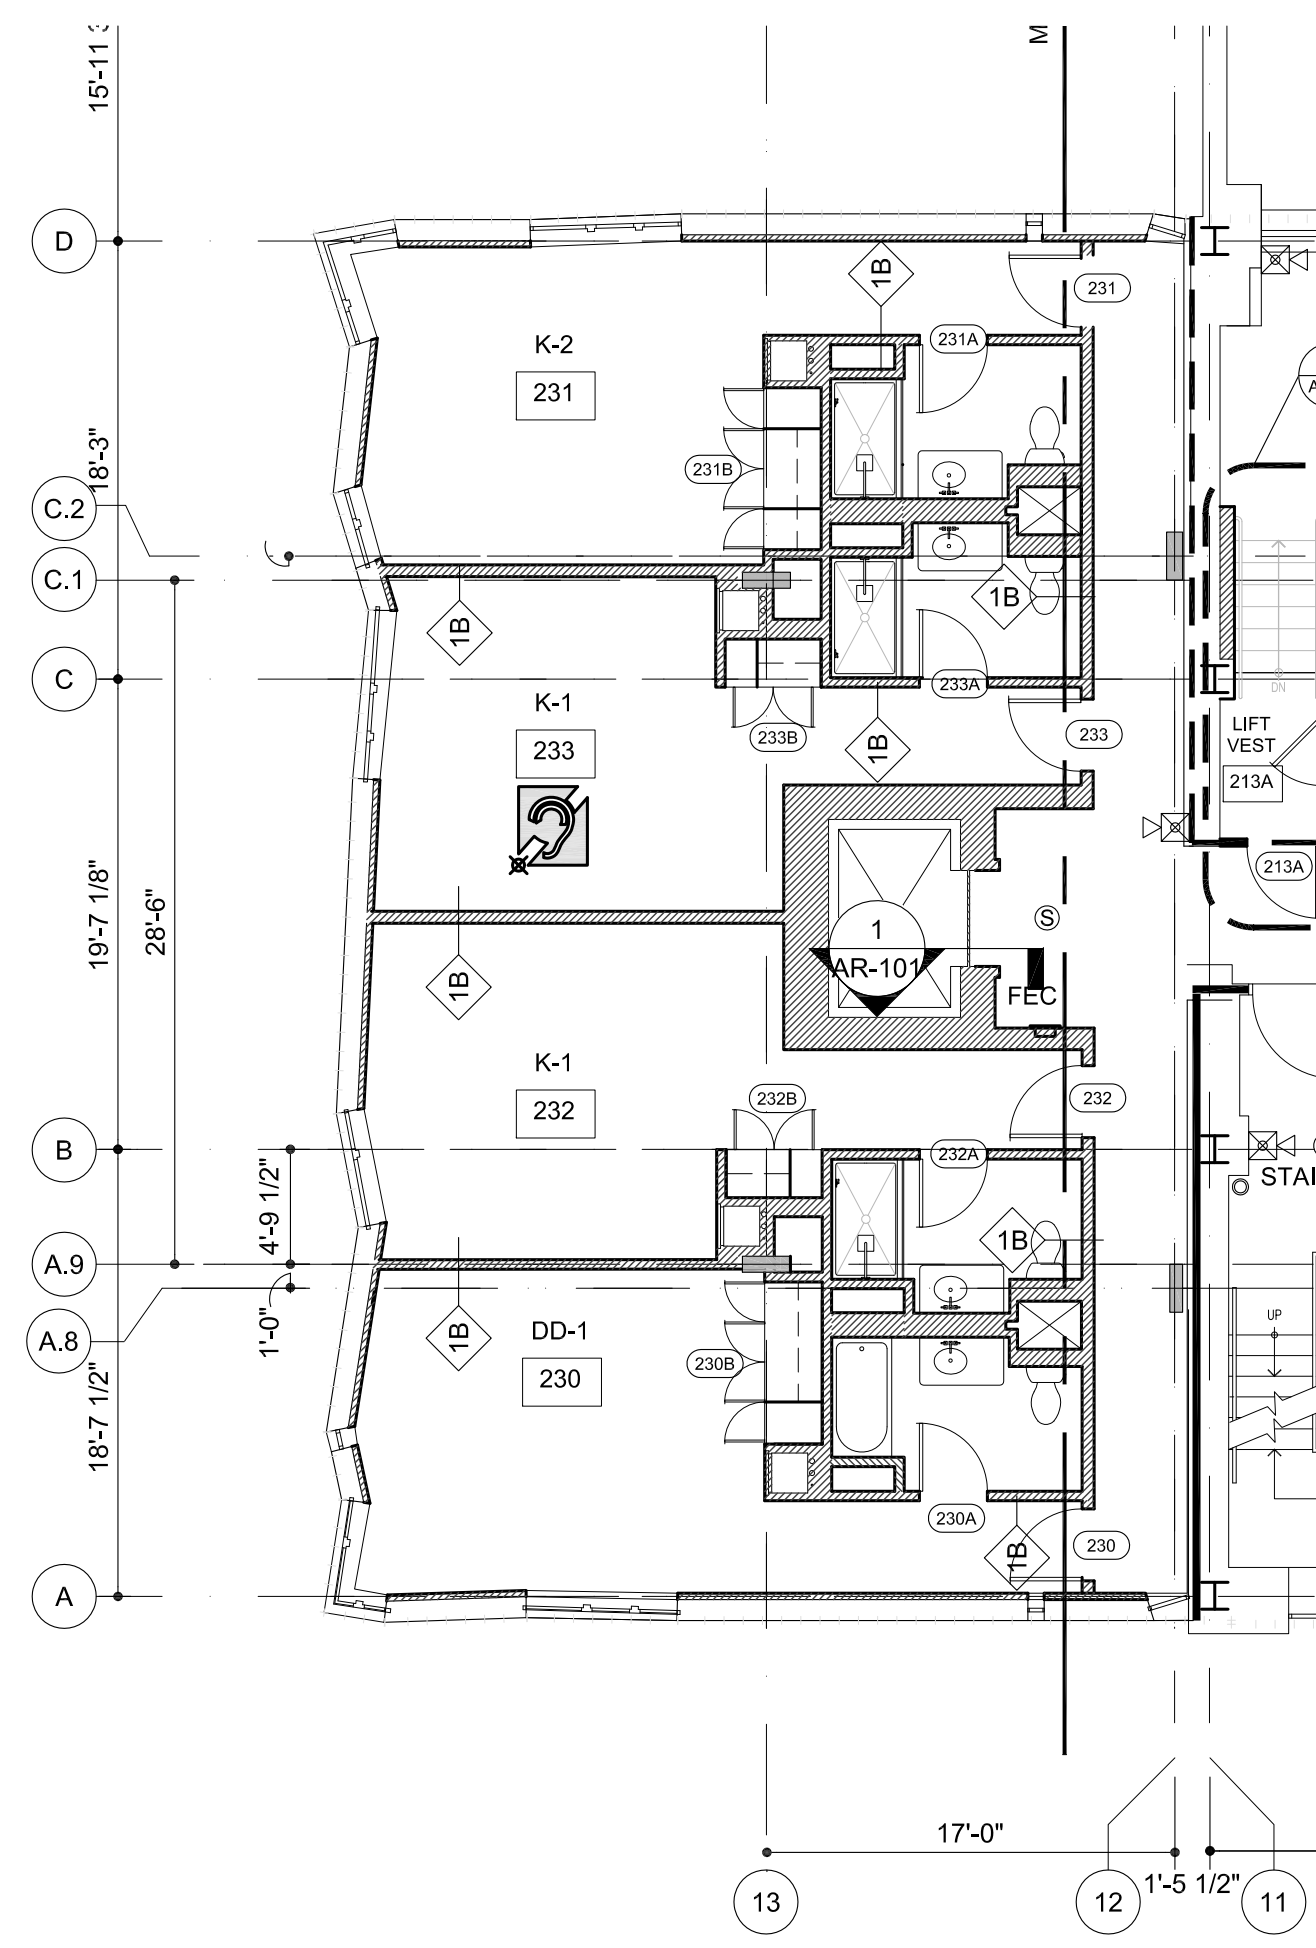 15'-11 3
M
D
1B
231
K-2
231A
231
18'-3"
231B
C.2
C.1
1B
1B
C
233A
DN
K-1
233
LIFT
VEST
233B
1B
233
213A
213A
19'-7 1/8"
28'-6"
1
S
AR-101
1B
FEC
K-1
232B
232
232
B
232A
4'-9 1/2"
STAI
1B
A.9
1'-0"
UP
A.8
DD-1
1B
230B
230
18'-7 1/2"
230A
230
1B
A
17'-0"
1'-5 1/2"
13
12
11